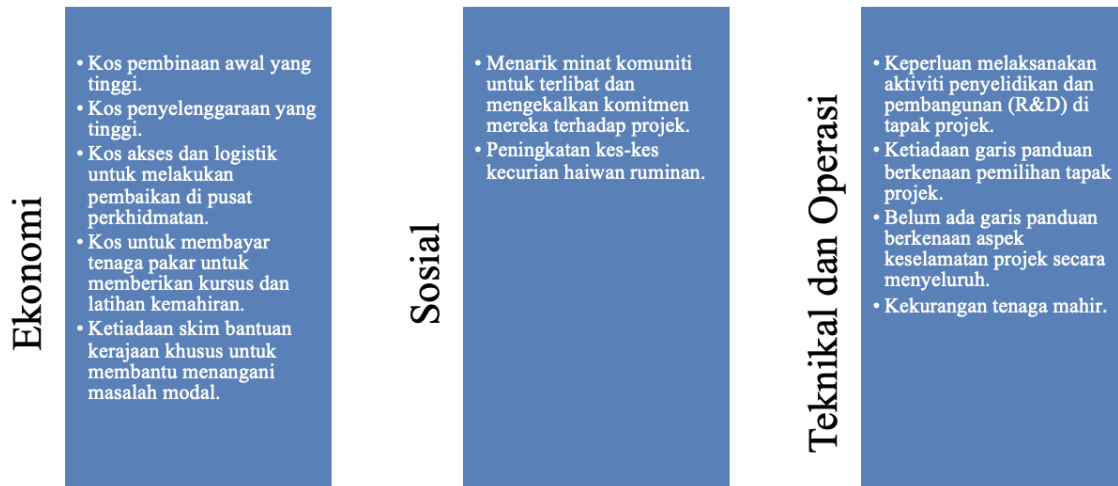 Ekonomi
• Kos pembinaan awal yang
tinggi.
• Kos penyelenggaraan yang
tinggi.
• Kos akses dan logistik
untuk melakukan
pembaikan di pusat
perkhidmatan.
• Kos untuk membayar
tenaga pakar untuk
memberikan kursus dan
latihan kemahiran.
• Ketiadaan skim bantuan
kerajaan khusus untuk
membantu menangani
masalah modal.
Sosial
• Menarik minat komuniti
untuk terlibat dan
mengekalkan komitmen
mereka terhadap projek.
• Peningkatan kes-kes
kecurian haiwan ruminan.
Teknikal dan Operasi
• Keperluan melaksanakan
aktiviti penyelidikan dan
pembangunan (R&D) di
tapak projek.
• Ketiadaan garis panduan
berkenaan pemilihan tapak
projek.
• Belum ada garis panduan
berkenaan aspek
keselamatan projek secara
menyeluruh.
• Kekurangan tenaga mahir.